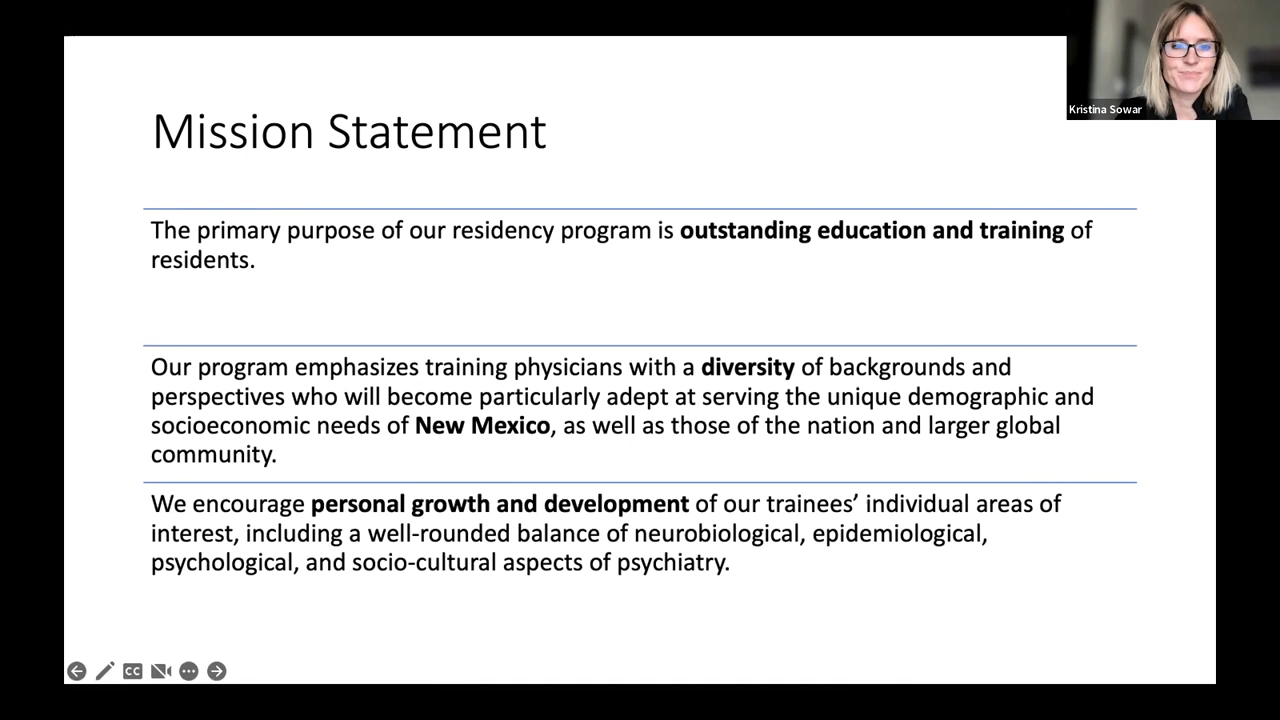 Kristina Sowar
Mission Statement
The primary purpose of our residency program is outstanding education and training of
residents.
Our program emphasizes training physicians with a diversity of backgrounds and
perspectives who will become particularly adept at serving the unique demographic and
socioeconomic needs of New Mexico, as well as those of the nation and larger global
community.
We encourage personal growth and development of our trainees’ individual areas of
interest, including a well-rounded balance of neurobiological, epidemiological,
psychological, and socio-cultural aspects of psychiatry.
CC